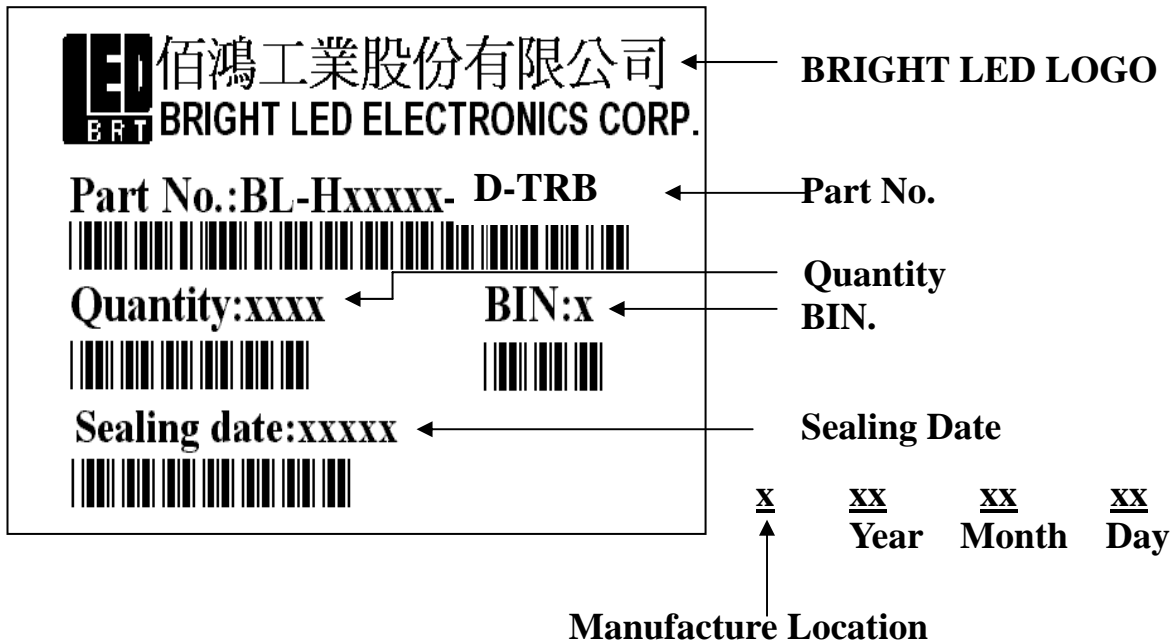 LED
BRT
佰鴻工業股份有限公司
BRIGHT LED ELECTRONICS CORP.
BRIGHT LED LOGO
Part No.:BL-Hxxxxx- D-TRB
Part No.
Quantity:xxxx
BIN:x
Quantity
BIN.
Sealing date:xxxxx
Sealing Date
x xx xx xx
Year Month Day
Manufacture Location